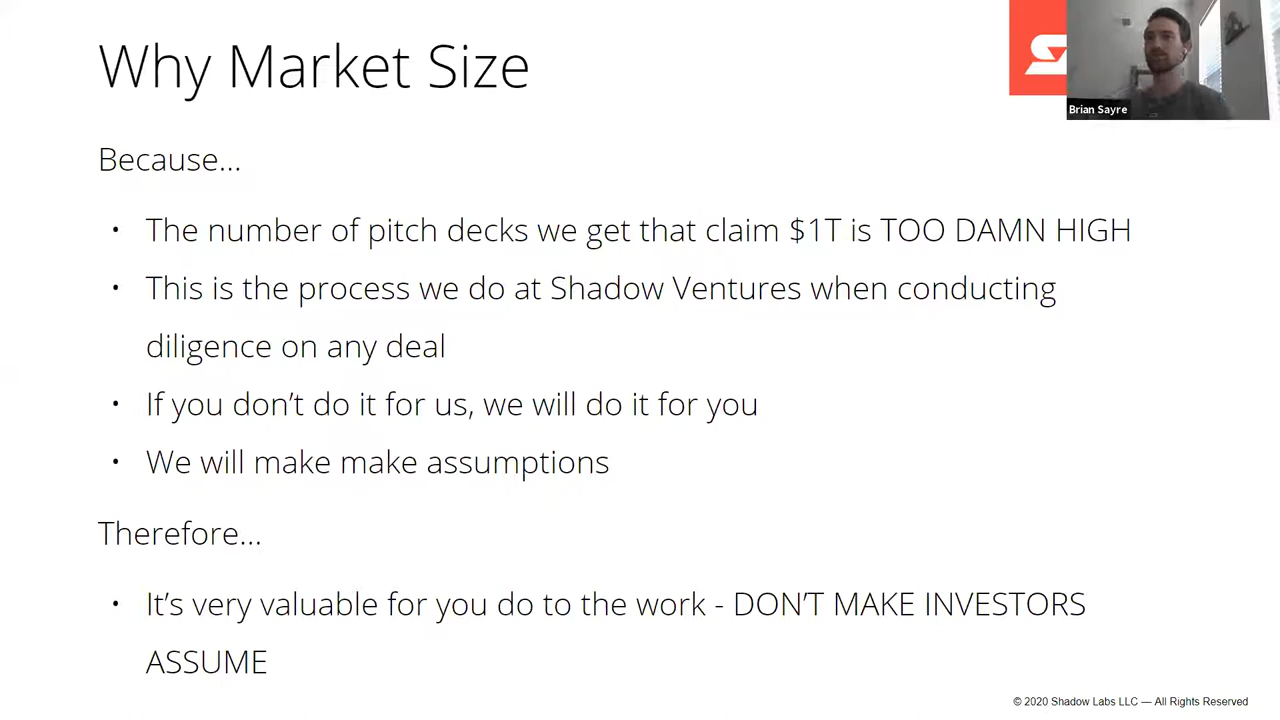 Why Market Size
Brian Sayre
Because...
• The number of pitch decks we get that claim $1T is TOO DAMN HIGH
• This is the process we do at Shadow Ventures when conducting
diligence on any deal
• If you don’t do it for us, we will do it for you
• We will make make assumptions
Therefore...
• It’s very valuable for you do to the work - DON’T MAKE INVESTORS
ASSUME
© 2020 Shadow Labs LLC — All Rights Reserved